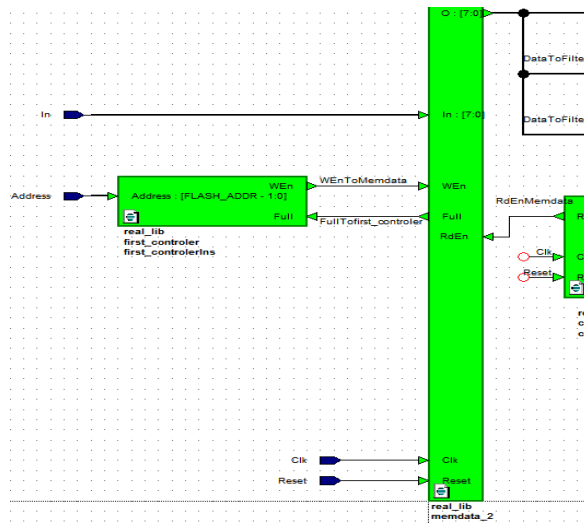 O : [7:0]
DataToFilte
DataToFilte
In
In : [7:0]
WEn
WEnToMemdata
WEn
Address
Address : [FLASH_ADDR - 1:0]
RdEnMemdata
Full
FullTofirst_controler
Full
R
real_lib
first_controler
first_controlerIns
RdEn
Clk
C
Reset
R
re
c
c
Clk
Clk
Reset
Reset
real_lib
memdata_2